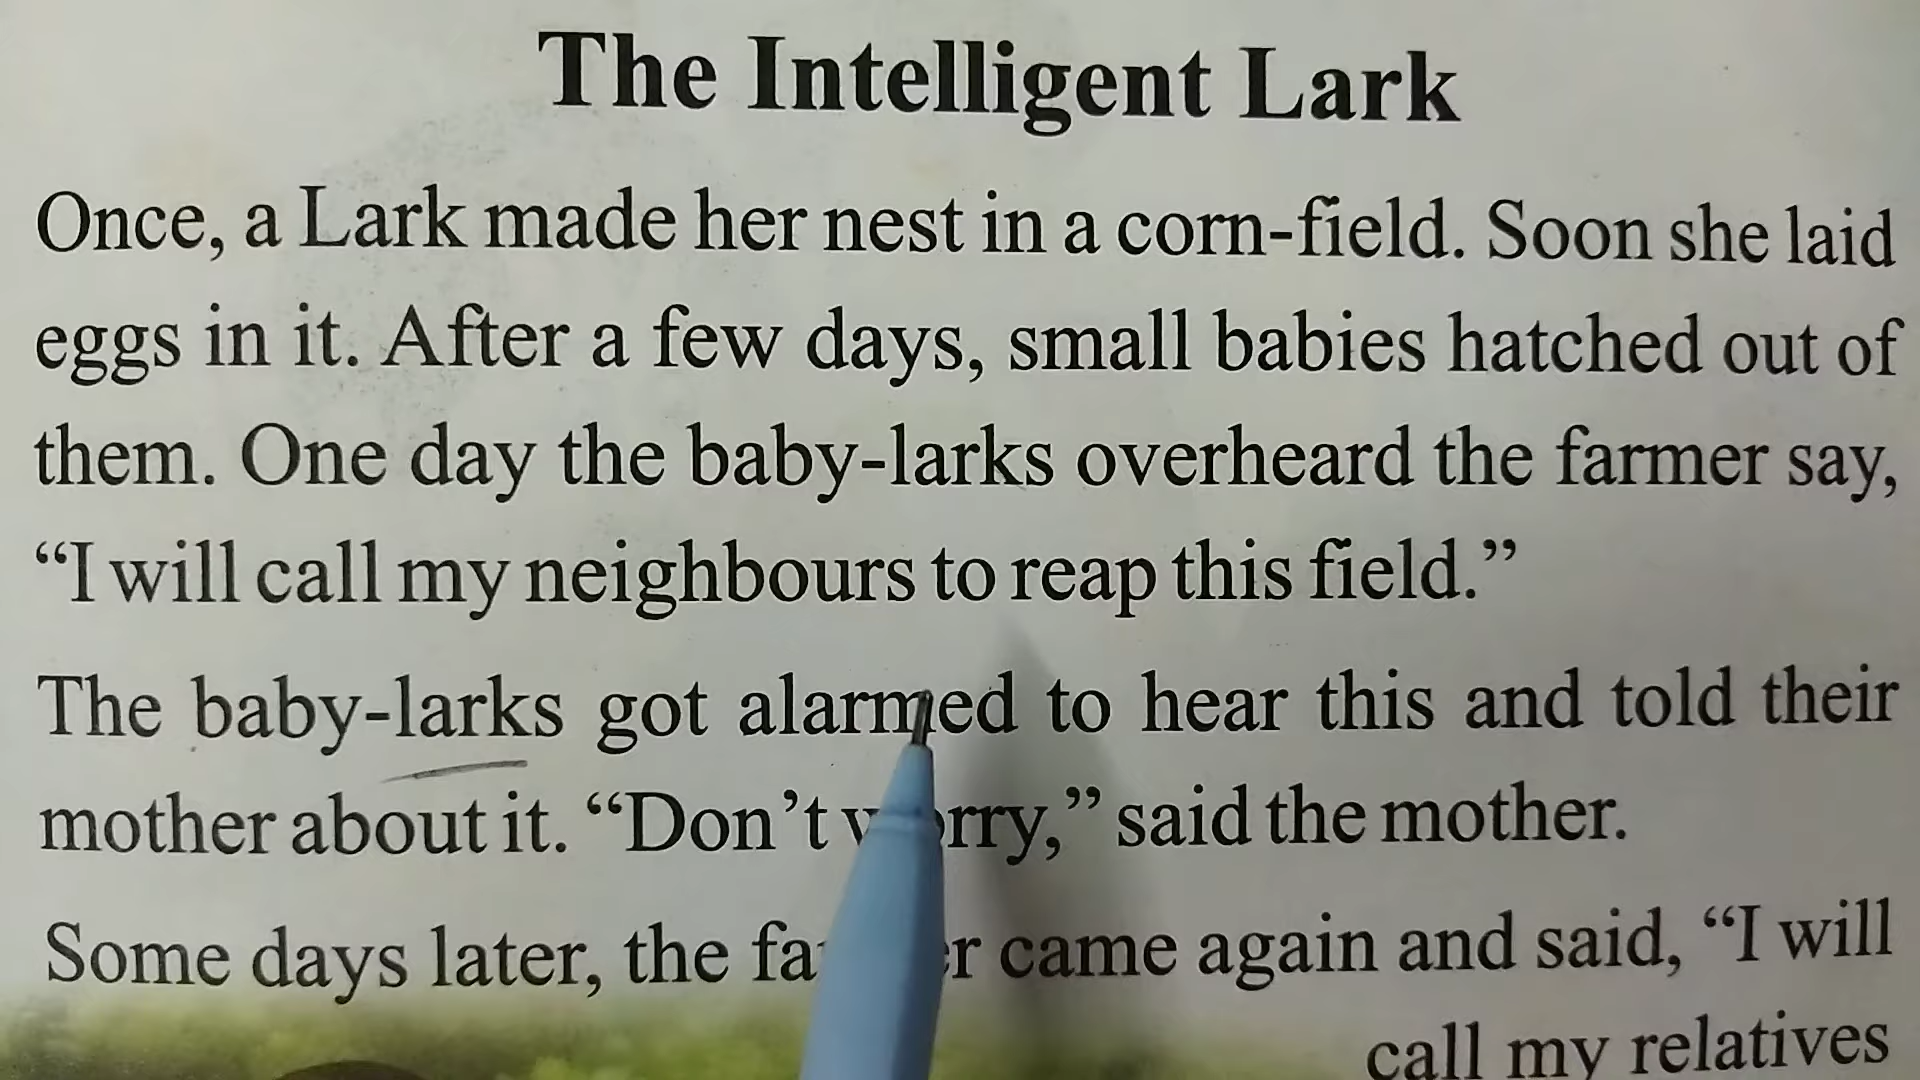 The Intelligent Lark
Once, a Lark made her nest in a corn-field. Soon she laid
eggs in it. After a few days, small babies hatched out of
them. One day the baby-larks overheard the farmer say,
“I will call my neighbours to reap this field.”
The baby-larks got alarmed to hear this and told their
mother about it. “Don’t worry,” said the mother.
Some days later, the farmer came again and said, “I will
call my relatives